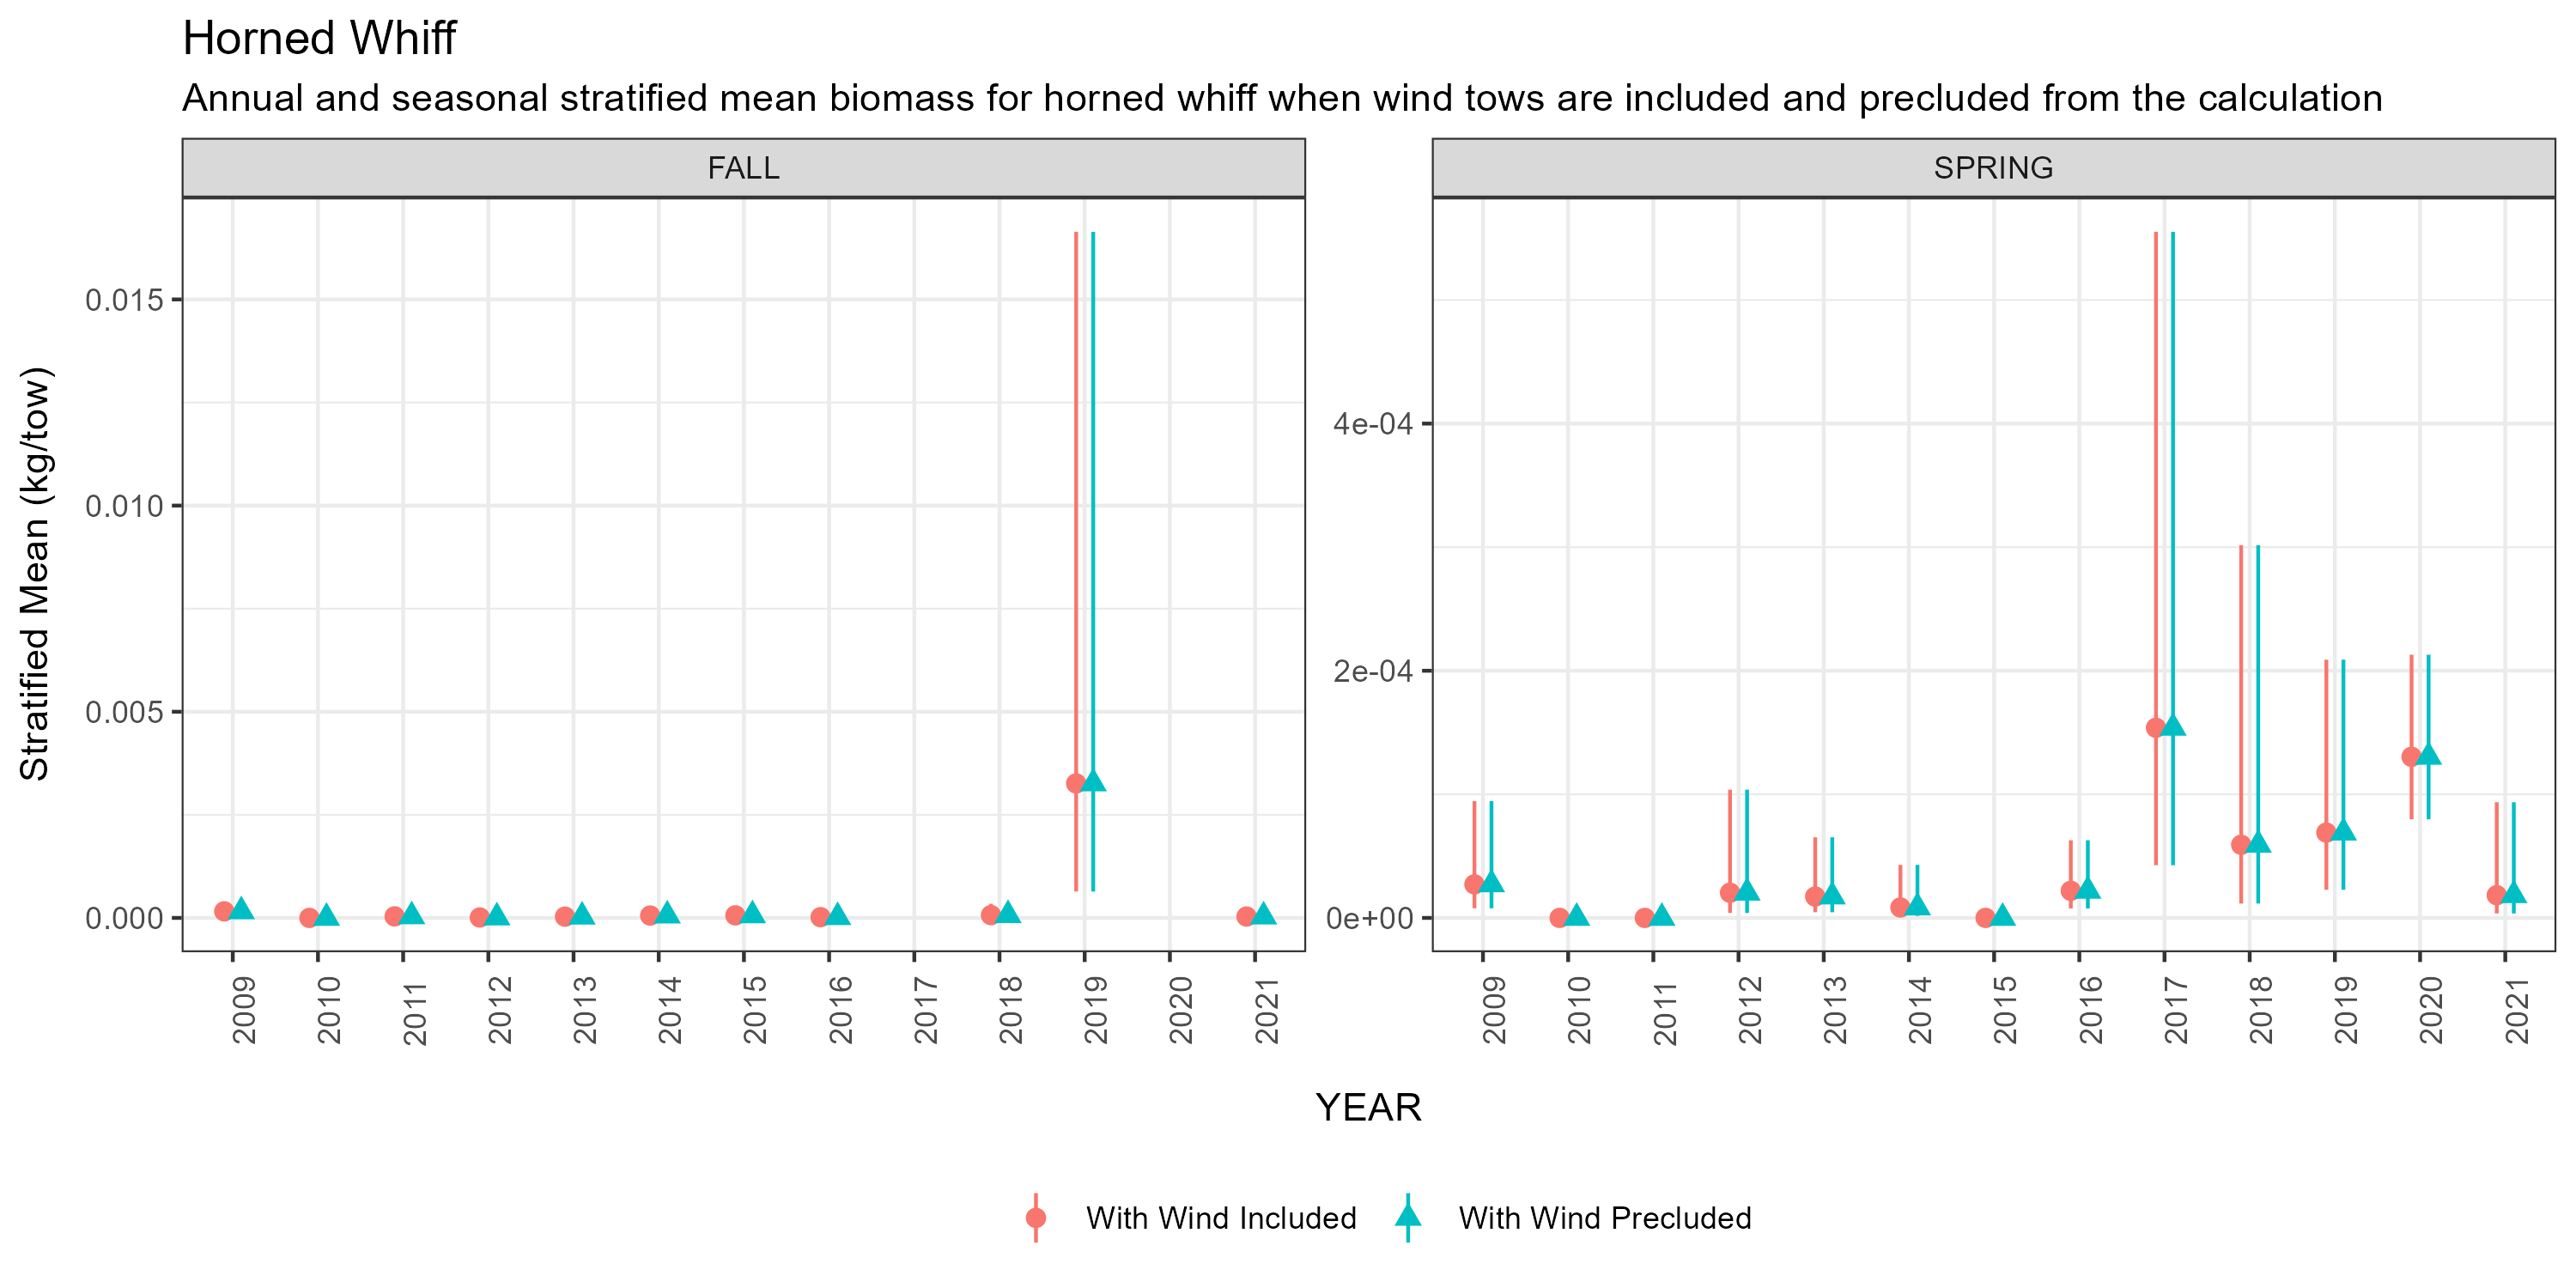 Horned Whiff
Annual and seasonal stratified mean biomass for horned whiff when wind tows are included and precluded from the calculation
FALL
SPRING
Stratified Mean (kg/tow)
0.015
0.010
0.005
0.000
4e-04
2e-04
0e+00
2009 2010 2011 2012 2013 2014 2015 2016 2017 2018 2019 2020 2021
2009 2010 2011 2012 2013 2014 2015 2016 2017 2018 2019 2020 2021
YEAR
With Wind Included With Wind Precluded